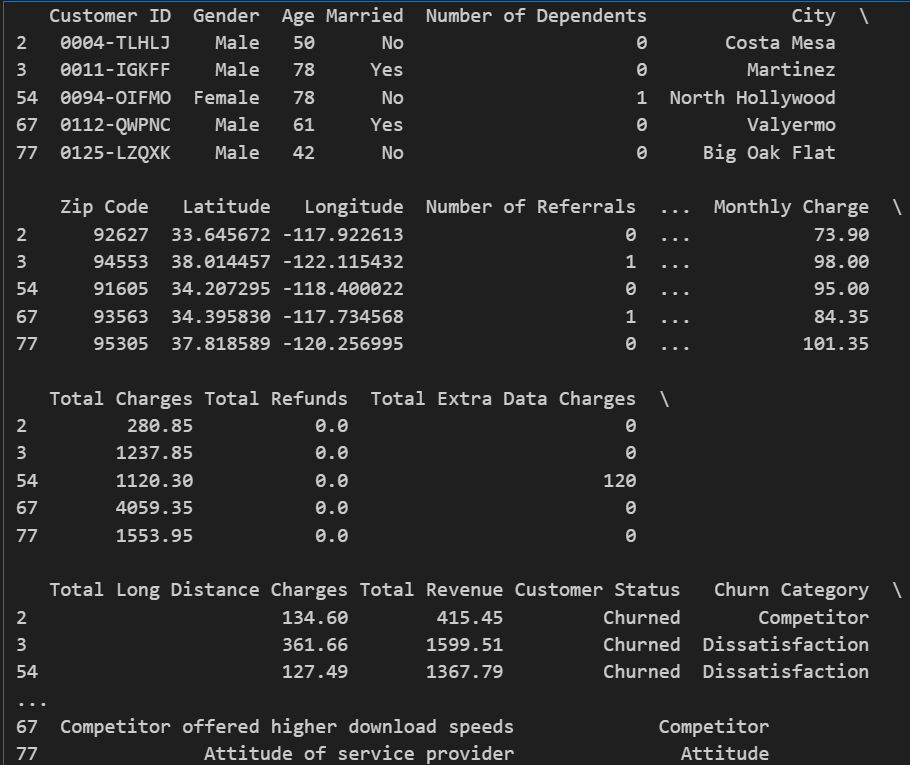 Customer ID Gender Age Married Number of Dependents City \
2 0004-TLHLJ Male 50 No 0 Costa Mesa
3 0011-IGKFF Male 78 Yes 0 Martinez
54 0094-OIFMO Female 78 No 1 North Hollywood
67 0112-QWPNC Male 61 Yes 0 Valyermo
77 0125-LZQXK Male 42 No 0 Big Oak Flat
Zip Code Latitude Longitude Number of Referrals ... Monthly Charge \
2 92627 33.645672 -117.922613 0 ... 73.90
3 94553 38.014457 -122.115432 1 ... 98.00
54 91605 34.207295 -118.400022 0 ... 95.00
67 93563 34.395830 -117.734568 1 ... 84.35
77 95305 37.818589 -120.256995 0 ... 101.35
Total Charges Total Refunds Total Extra Data Charges \
2 280.85 0.0 0
3 1237.85 0.0 0
54 1120.30 0.0 120
67 4059.35 0.0 0
77 1553.95 0.0 0
Total Long Distance Charges Total Revenue Customer Status Churn Category \
2 134.60 415.45 Churned Competitor
3 361.66 1599.51 Churned Dissatisfaction
54 127.49 1367.79 Churned Dissatisfaction
...
67 Competitor offered higher download speeds Competitor
77 Attitude of service provider Attitude